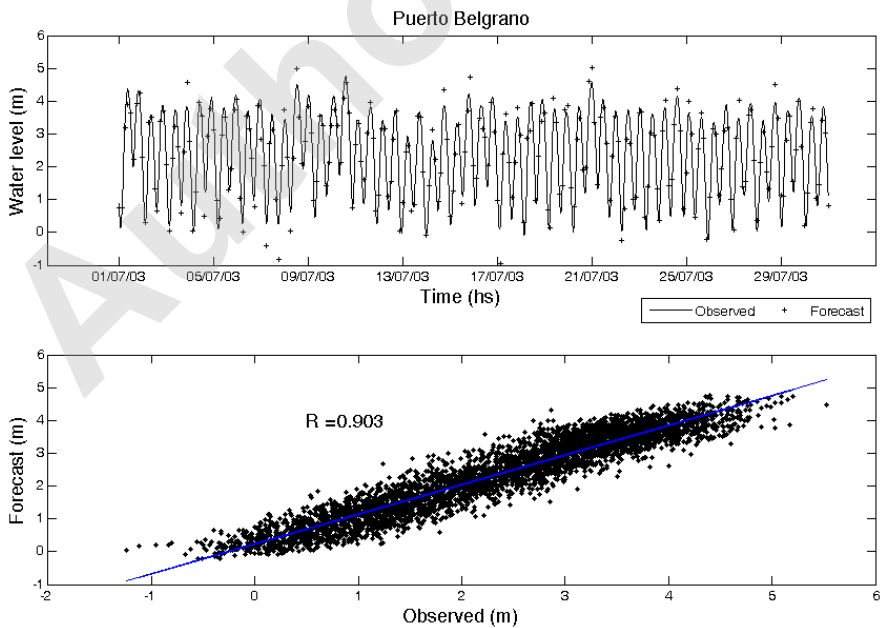 Puerto Belgrano
Water level (m)
6
5
4
3
2
1
0
-1
01/07/03 05/07/03 09/07/03 13/07/03 17/07/03 21/07/03 25/07/03 29/07/03
Time (hs)
Observed Forecast
Forecast (m)
6
5
4
3
2
1
0
-1
R =0.903
-2 -1 0 1 2 3 4 5 6
Observed (m)
Autho